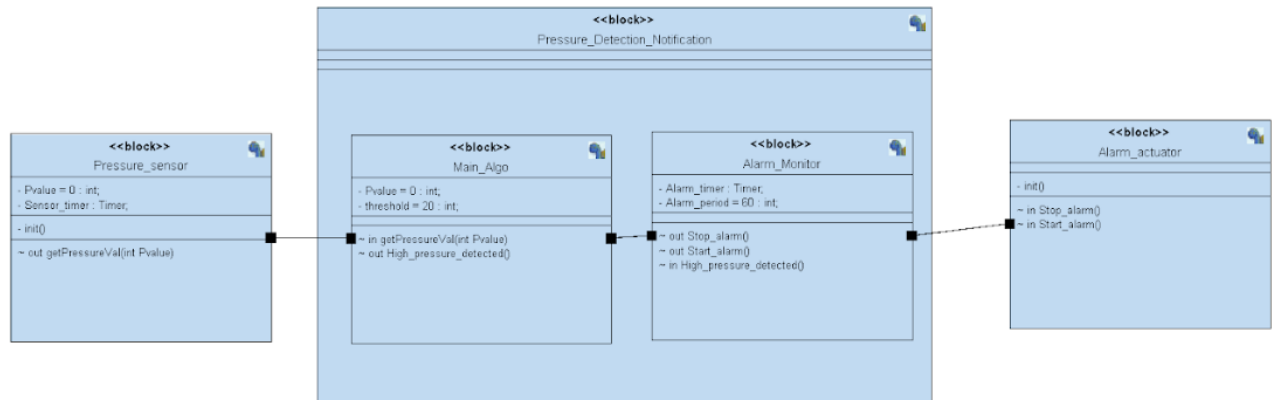 <<block>>
Pressure_Detection_Notification
<<block>>
Pressure_sensor
- Pvalue = 0 : int;
- Sensor_timer : Timer;
- init()
~ out getPressureVal(int Pvalue)
<<block>>
Main_Algo
- Pvalue = 0 : int;
- threshold = 20 : int;
~ in getPressureVal(int Pvalue)
~ out High_pressure_detected()
<<block>>
Alarm_Monitor
- Alarm_timer : Timer;
- Alarm_period = 60 : int;
~ out Stop_alarm()
~ out Start_alarm()
~ in High_pressure_detected()
<<block>>
Alarm_actuator
- init()
~ in Stop_alarm()
~ in Start_alarm()